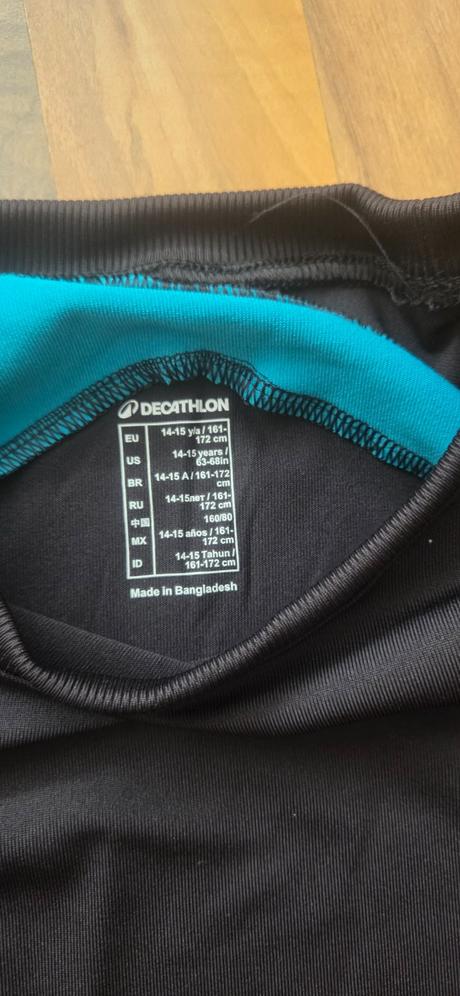 DECATHLON
EU 14-15 y/a / 161-
172 cm
US 14-15 years /
63-68in
BR 14-15 A / 161-172
cm
RU 14-15лет / 161-
172 cm
中国 160/80
MX 14-15 años / 161-
172 cm
ID 14-15 Tahun /
161-172 cm
Made in Bangladesh